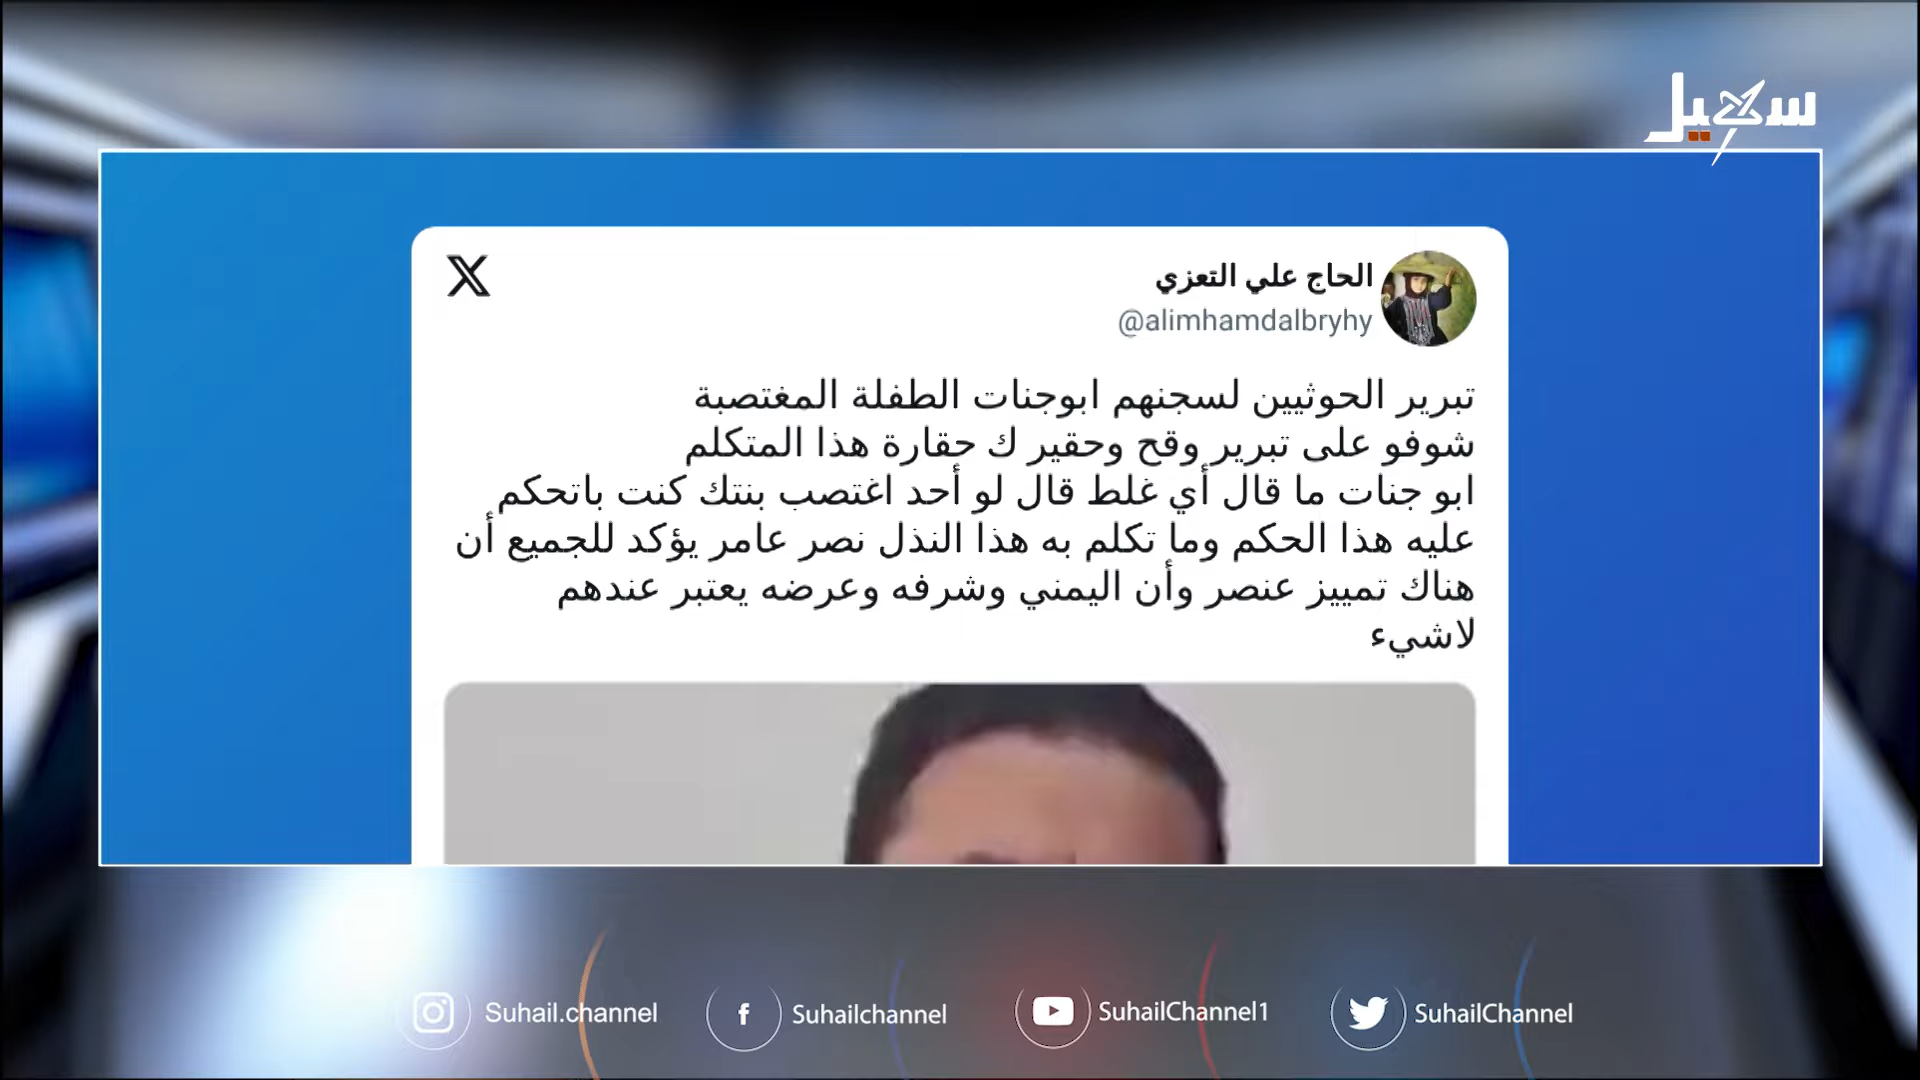 سهيل
الحاج علي التعزي
@alimhamdalbryhy
تبرير الحوثيين لسجنهم ابوجنات الطفلة المغتصبة
شوفو على تبرير وقح وحقير ك حقارة هذا المتكلم
ابو جنات ما قال أي غلط قال لو أحد اغتصب بنتك كنت باتحكم
عليه هذا الحكم وما تكلم به هذا النذل نصر عامر يؤكد للجميع أن
هناك تمييز عنصر وأن اليمني وشرفه وعرضه يعتبر عندهم
لاشيء
Suhail.channel
Suhailchannel
SuhailChannel1
SuhailChannel